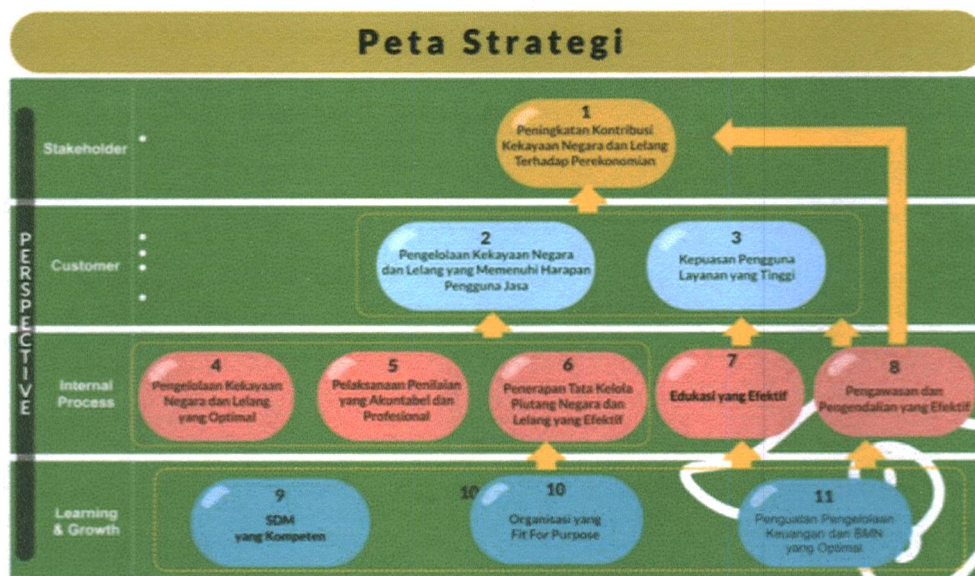 Peta Strategi
PERSPECTIVE
Stakeholder
1
Peningkatan Kontribusi
Kekayaan Negara dan Lelang
Terhadap Perekonomian
Customer
2
Pengelolaan Kekayaan Negara
dan Lelang yang Memenuhi Harapan
Pengguna Jasa
3
Kepuasan Pengguna
Layanan yang Tinggi
Internal
Process
4
Pengelolaan Kekayaan
Negara dan Lelang
yang Optimal
5
Pelaksanaan Penilaian
yang Akuntabel dan
Profesional
6
Penerapan Tata Kelola
Piutang Negara dan
Lelang yang Efektif
7
Edukasi yang Efektif
8
Pengawasan dan
Pengendalian yang Efektif
Learning
& Growth
9
SDM
yang Kompeten
10
10
Organisasi yang
Fit For Purpose
11
Penguatan Pengelolaan
Keuangan dan BMN
yang Optimal